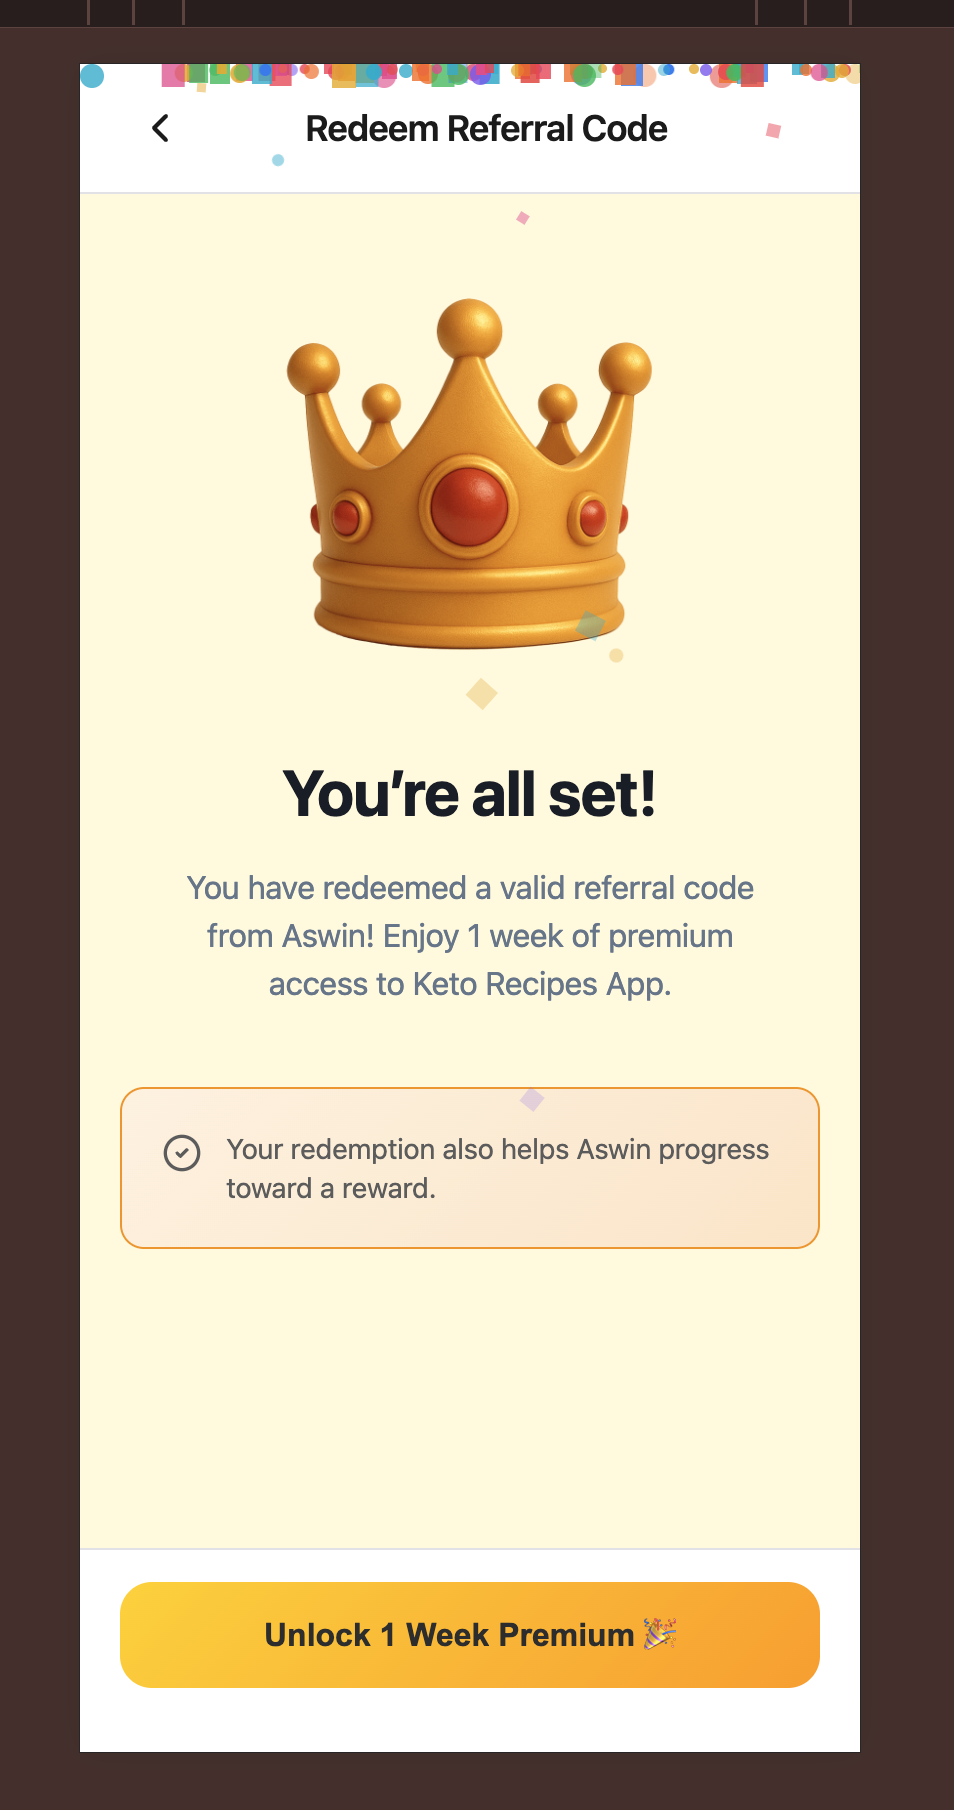 Redeem Referral Code
You're all set!
You have redeemed a valid referral code
from Aswin! Enjoy 1 week of premium
access to Keto Recipes App.
Your redemption also helps Aswin progress
toward a reward.
Unlock 1 Week Premium 🎉